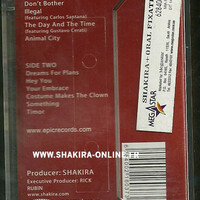 Don't Bother
Illegal
(featuring Carlos Santana)
The Day And The Time
(featuring Gustavo Cerati)
Animal City
SIDE TWO
Dreams For Plans
Hey You
Your Embrace
Costume Makes The Clown
Something
Timor
www.epicrecords.com
www.SHAKIRA-ONLINE.FR
Producer: SHAKIRA
Executive Producer: RICK
RUBIN
SHAKIRA - ORAL FIXATI
MEGASTAR